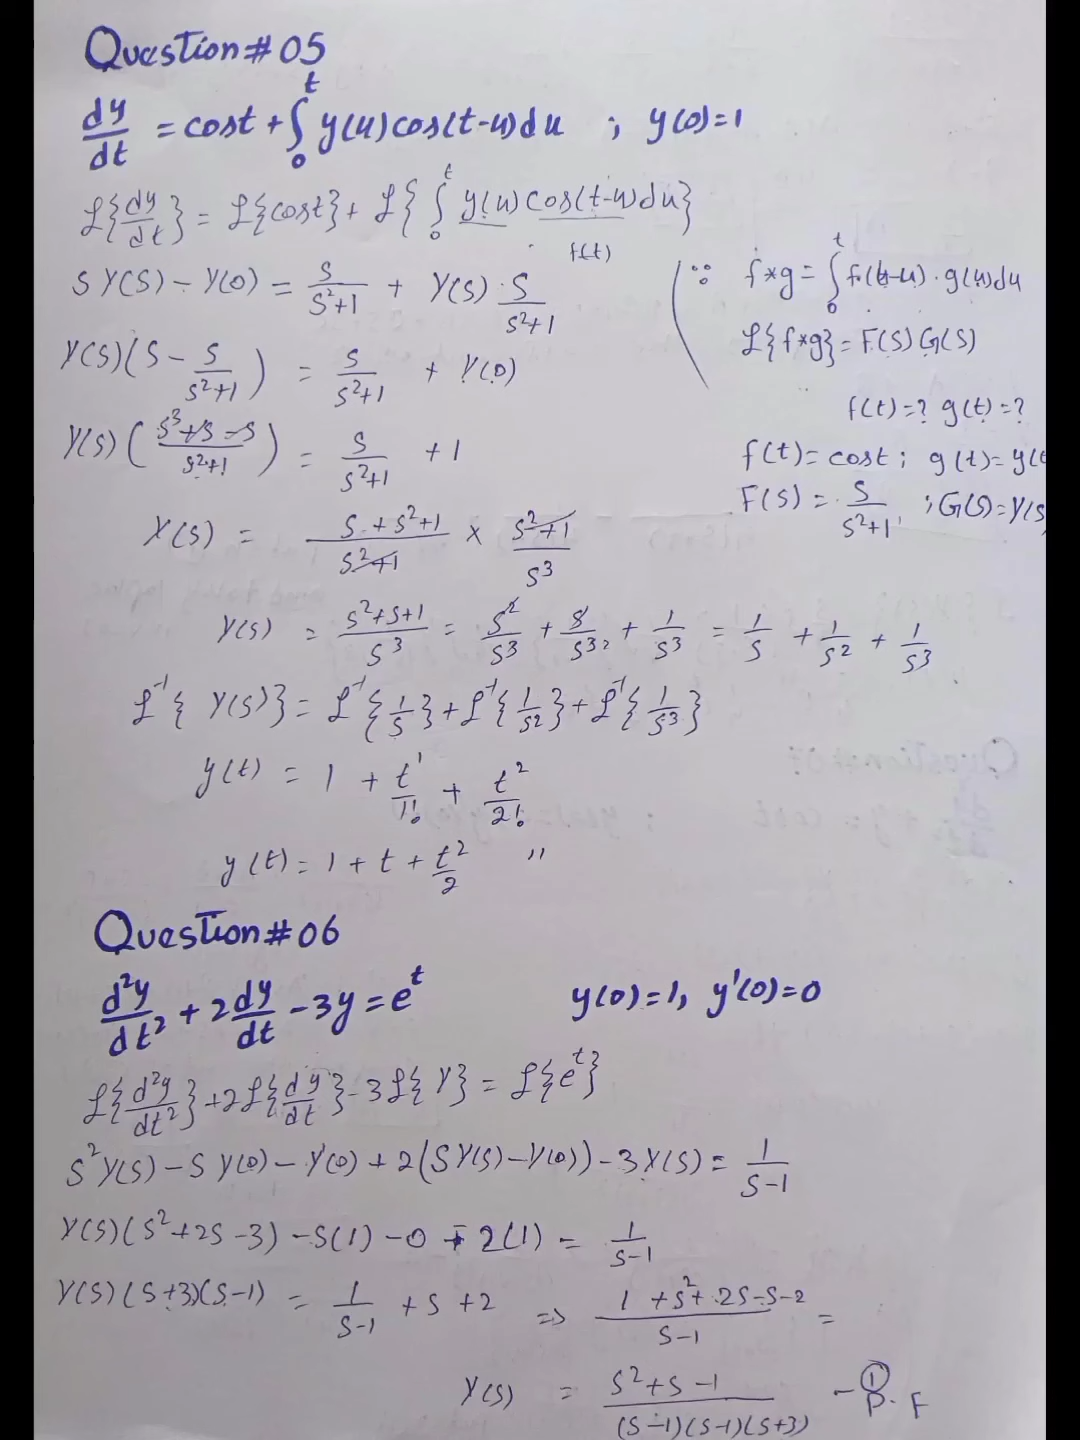 Question# 05
dy/dt = cost + ∫₀ᵗ y(u)cos(t-u)du ; y(0)=1
ℒ{dy/dt} = ℒ{cost} + ℒ{∫₀ᵗ y(u) cos(t-u)du}
f(t)
SY(S) - Y(0) = S/(S²+1) + Y(S) · S/(S²+1)
∵ f*g = ∫₀ᵗ f(t-u)·g(u)du
ℒ{f*g} = F(S) G(S)
Y(S)(S - S/(S²+1)) = S/(S²+1) + Y(0)
f(t)=? g(t)=?
Y(S)((S³+S-S)/(S²+1)) = S/(S²+1) + 1
f(t) = cost ; g(t) = y(t
F(S) = S/(S²+1) ; G(S)=Y(S
Y(S) = (S+S²+1)/(S²+1) × (S²+1)/S³
Y(S) = (S²+S+1)/S³ = S²/S³ + S/S³ 2 + 1/S³ = 1/S + 1/S² + 1/S³
ℒ⁻¹{Y(S)} = ℒ⁻¹{1/S} + ℒ⁻¹{1/S²} + ℒ⁻¹{1/S³}
y(t) = 1 + t¹/1! + t²/2!
y(t) = 1 + t + t²/2 "
Question# 06
d²y/dt² + 2dy/dt - 3y = eᵗ y(0)=1, y'(0)=0
ℒ{d²y/dt²} + 2ℒ{dy/dt} - 3ℒ{Y} = ℒ{eᵗ}
S²Y(S) - SY(0) - Y'(0) + 2(SY(S) - Y(0)) - 3Y(S) = 1/(S-1)
Y(S)(S²+2S-3) - S(1) - 0 - 2(1) = 1/(S-1)
Y(S)(S+3)(S-1) = 1/(S-1) + S + 2 => (1+S²+2S-S-2)/(S-1) =
Y(S) = (S²+S-1)/((S-1)(S-1)(S+3)) - ① P.F